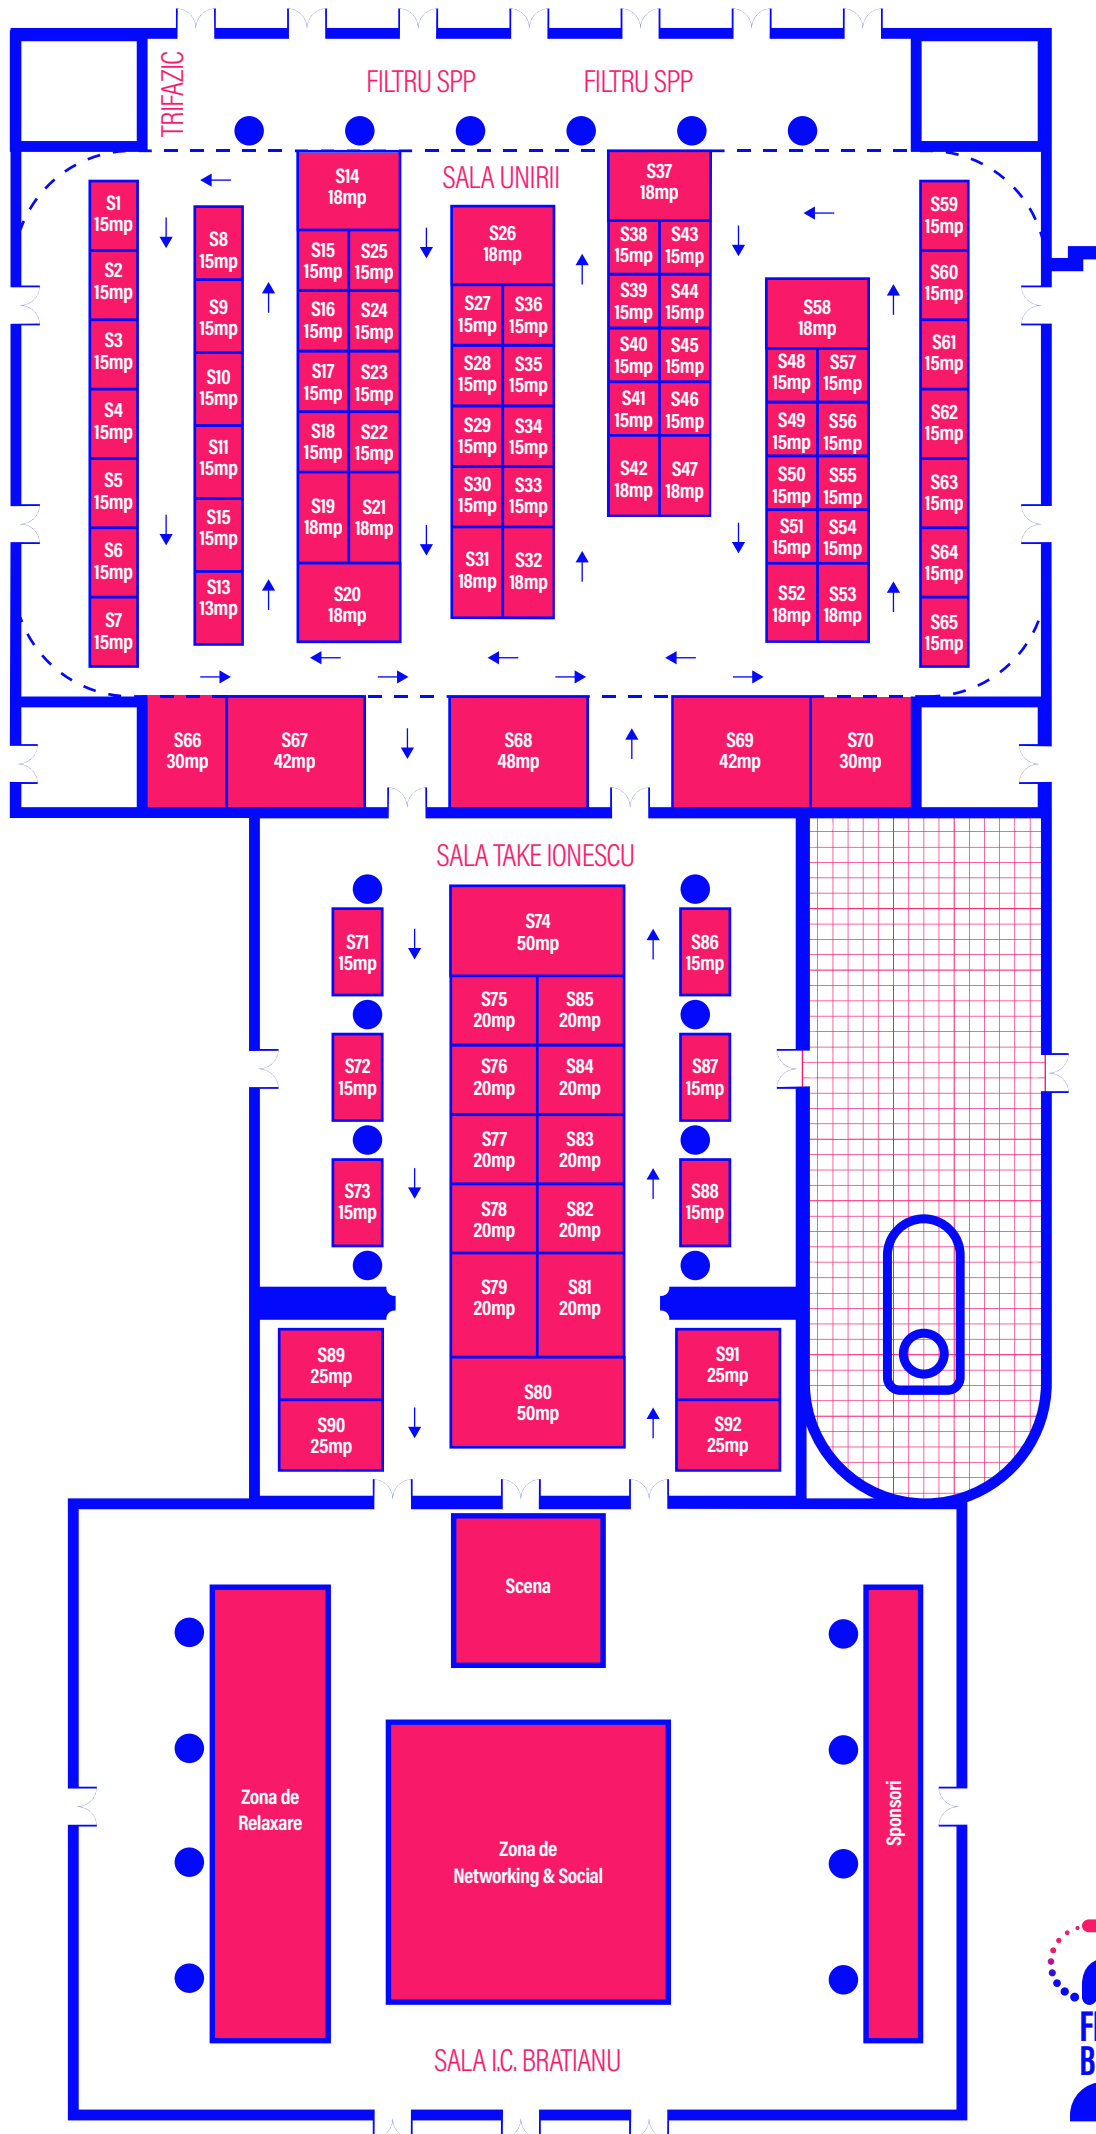 TRIFAZIC
FILTRU SPP
FILTRU SPP
SALA UNIRII
S1
15mp
S2
15mp
S3
15mp
S4
15mp
S5
15mp
S6
15mp
S7
15mp
S8
15mp
S9
15mp
S10
15mp
S11
15mp
S15
15mp
S13
13mp
S14
18mp
S15
15mp
S25
15mp
S16
15mp
S24
15mp
S17
15mp
S23
15mp
S18
15mp
S22
15mp
S19
18mp
S21
18mp
S20
18mp
S26
18mp
S27
15mp
S36
15mp
S28
15mp
S35
15mp
S29
15mp
S34
15mp
S30
15mp
S33
15mp
S31
18mp
S32
18mp
S37
18mp
S38
15mp
S43
15mp
S39
15mp
S44
15mp
S40
15mp
S45
15mp
S41
15mp
S46
15mp
S42
18mp
S47
18mp
S58
18mp
S48
15mp
S57
15mp
S49
15mp
S56
15mp
S50
15mp
S55
15mp
S51
15mp
S54
15mp
S52
18mp
S53
18mp
S59
15mp
S60
15mp
S61
15mp
S62
15mp
S63
15mp
S64
15mp
S65
15mp
S66
30mp
S67
42mp
S68
48mp
S69
42mp
S70
30mp
SALA TAKE IONESCU
S71
15mp
S72
15mp
S73
15mp
S74
50mp
S75
20mp
S85
20mp
S76
20mp
S84
20mp
S77
20mp
S83
20mp
S78
20mp
S82
20mp
S79
20mp
S81
20mp
S80
50mp
S86
15mp
S87
15mp
S88
15mp
S89
25mp
S90
25mp
S91
25mp
S92
25mp
Scena
Zona de
Relaxare
Zona de
Networking & Social
Sponsori
SALA I.C. BRATIANU